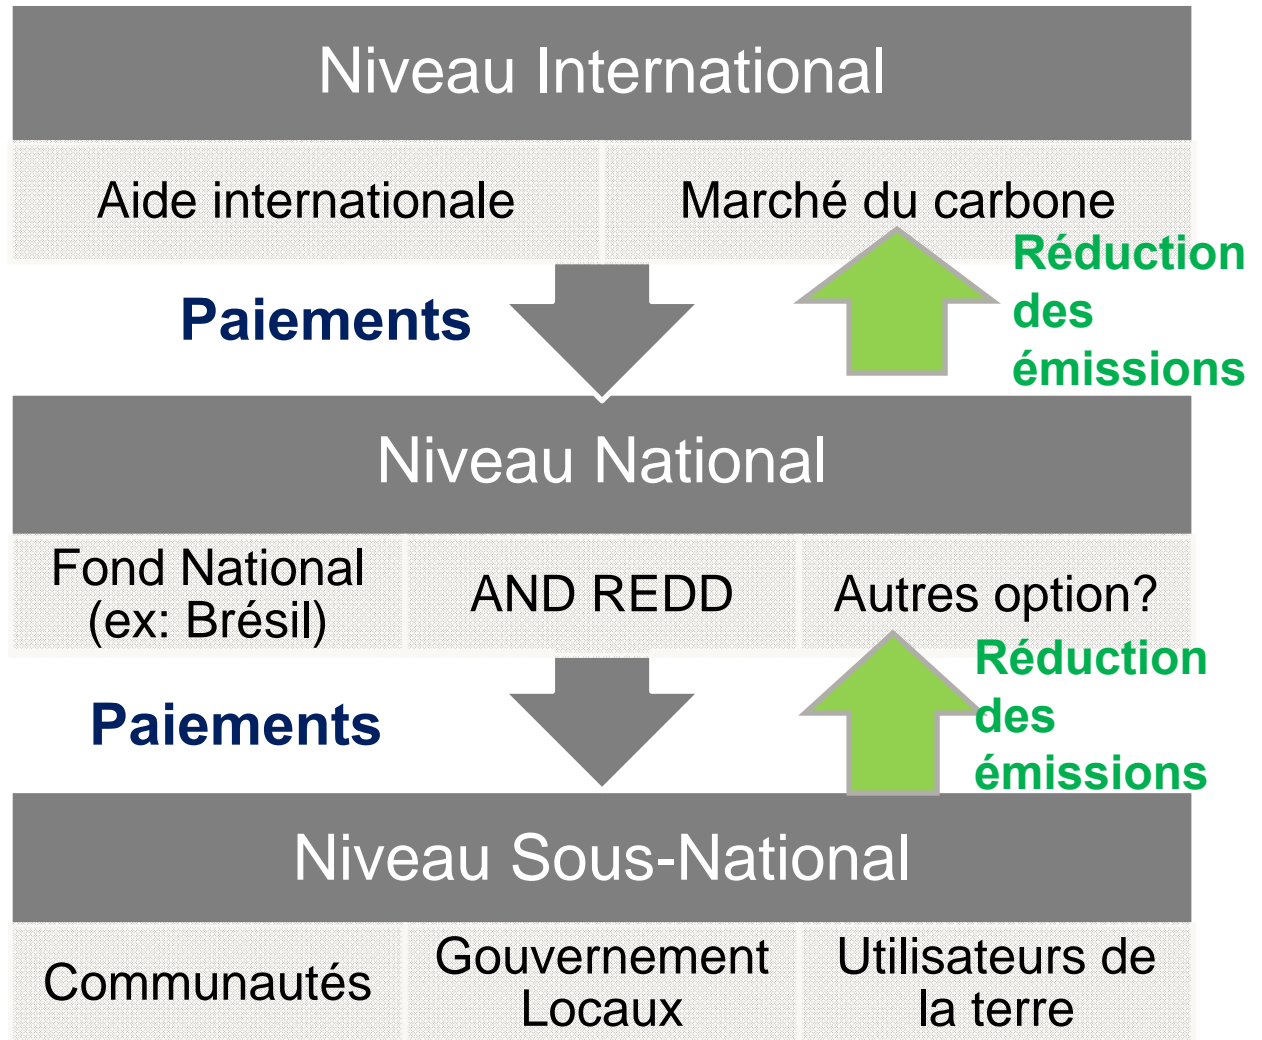 Niveau International
Aide internationale
Marché du carbone
Paiements
Réduction
des
émissions
Niveau National
Fond National
(ex: Brésil)
AND REDD
Autres option?
Paiements
Réduction
des
émissions
Niveau Sous-National
Communautés
Gouvernement
Locaux
Utilisateurs de
la terre